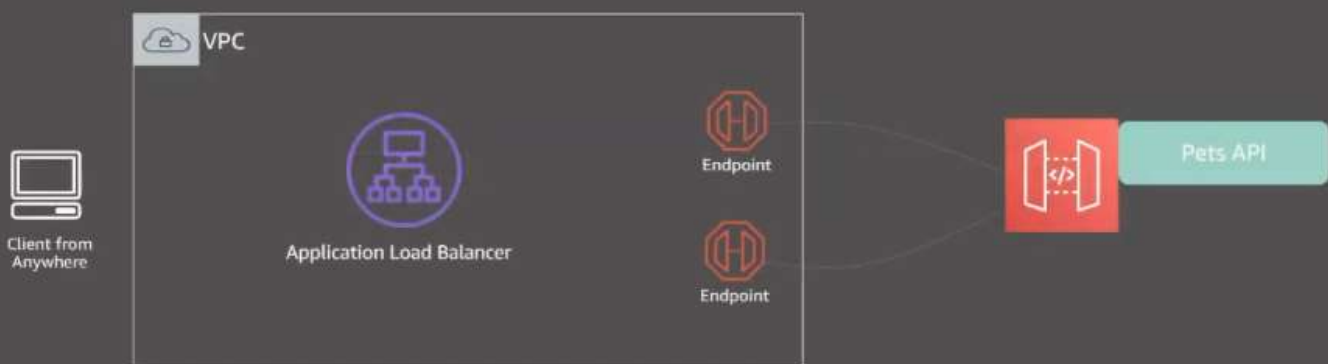 VPC
Client from
Anywhere
Application Load Balancer
Endpoint
Endpoint
</>
Pets API